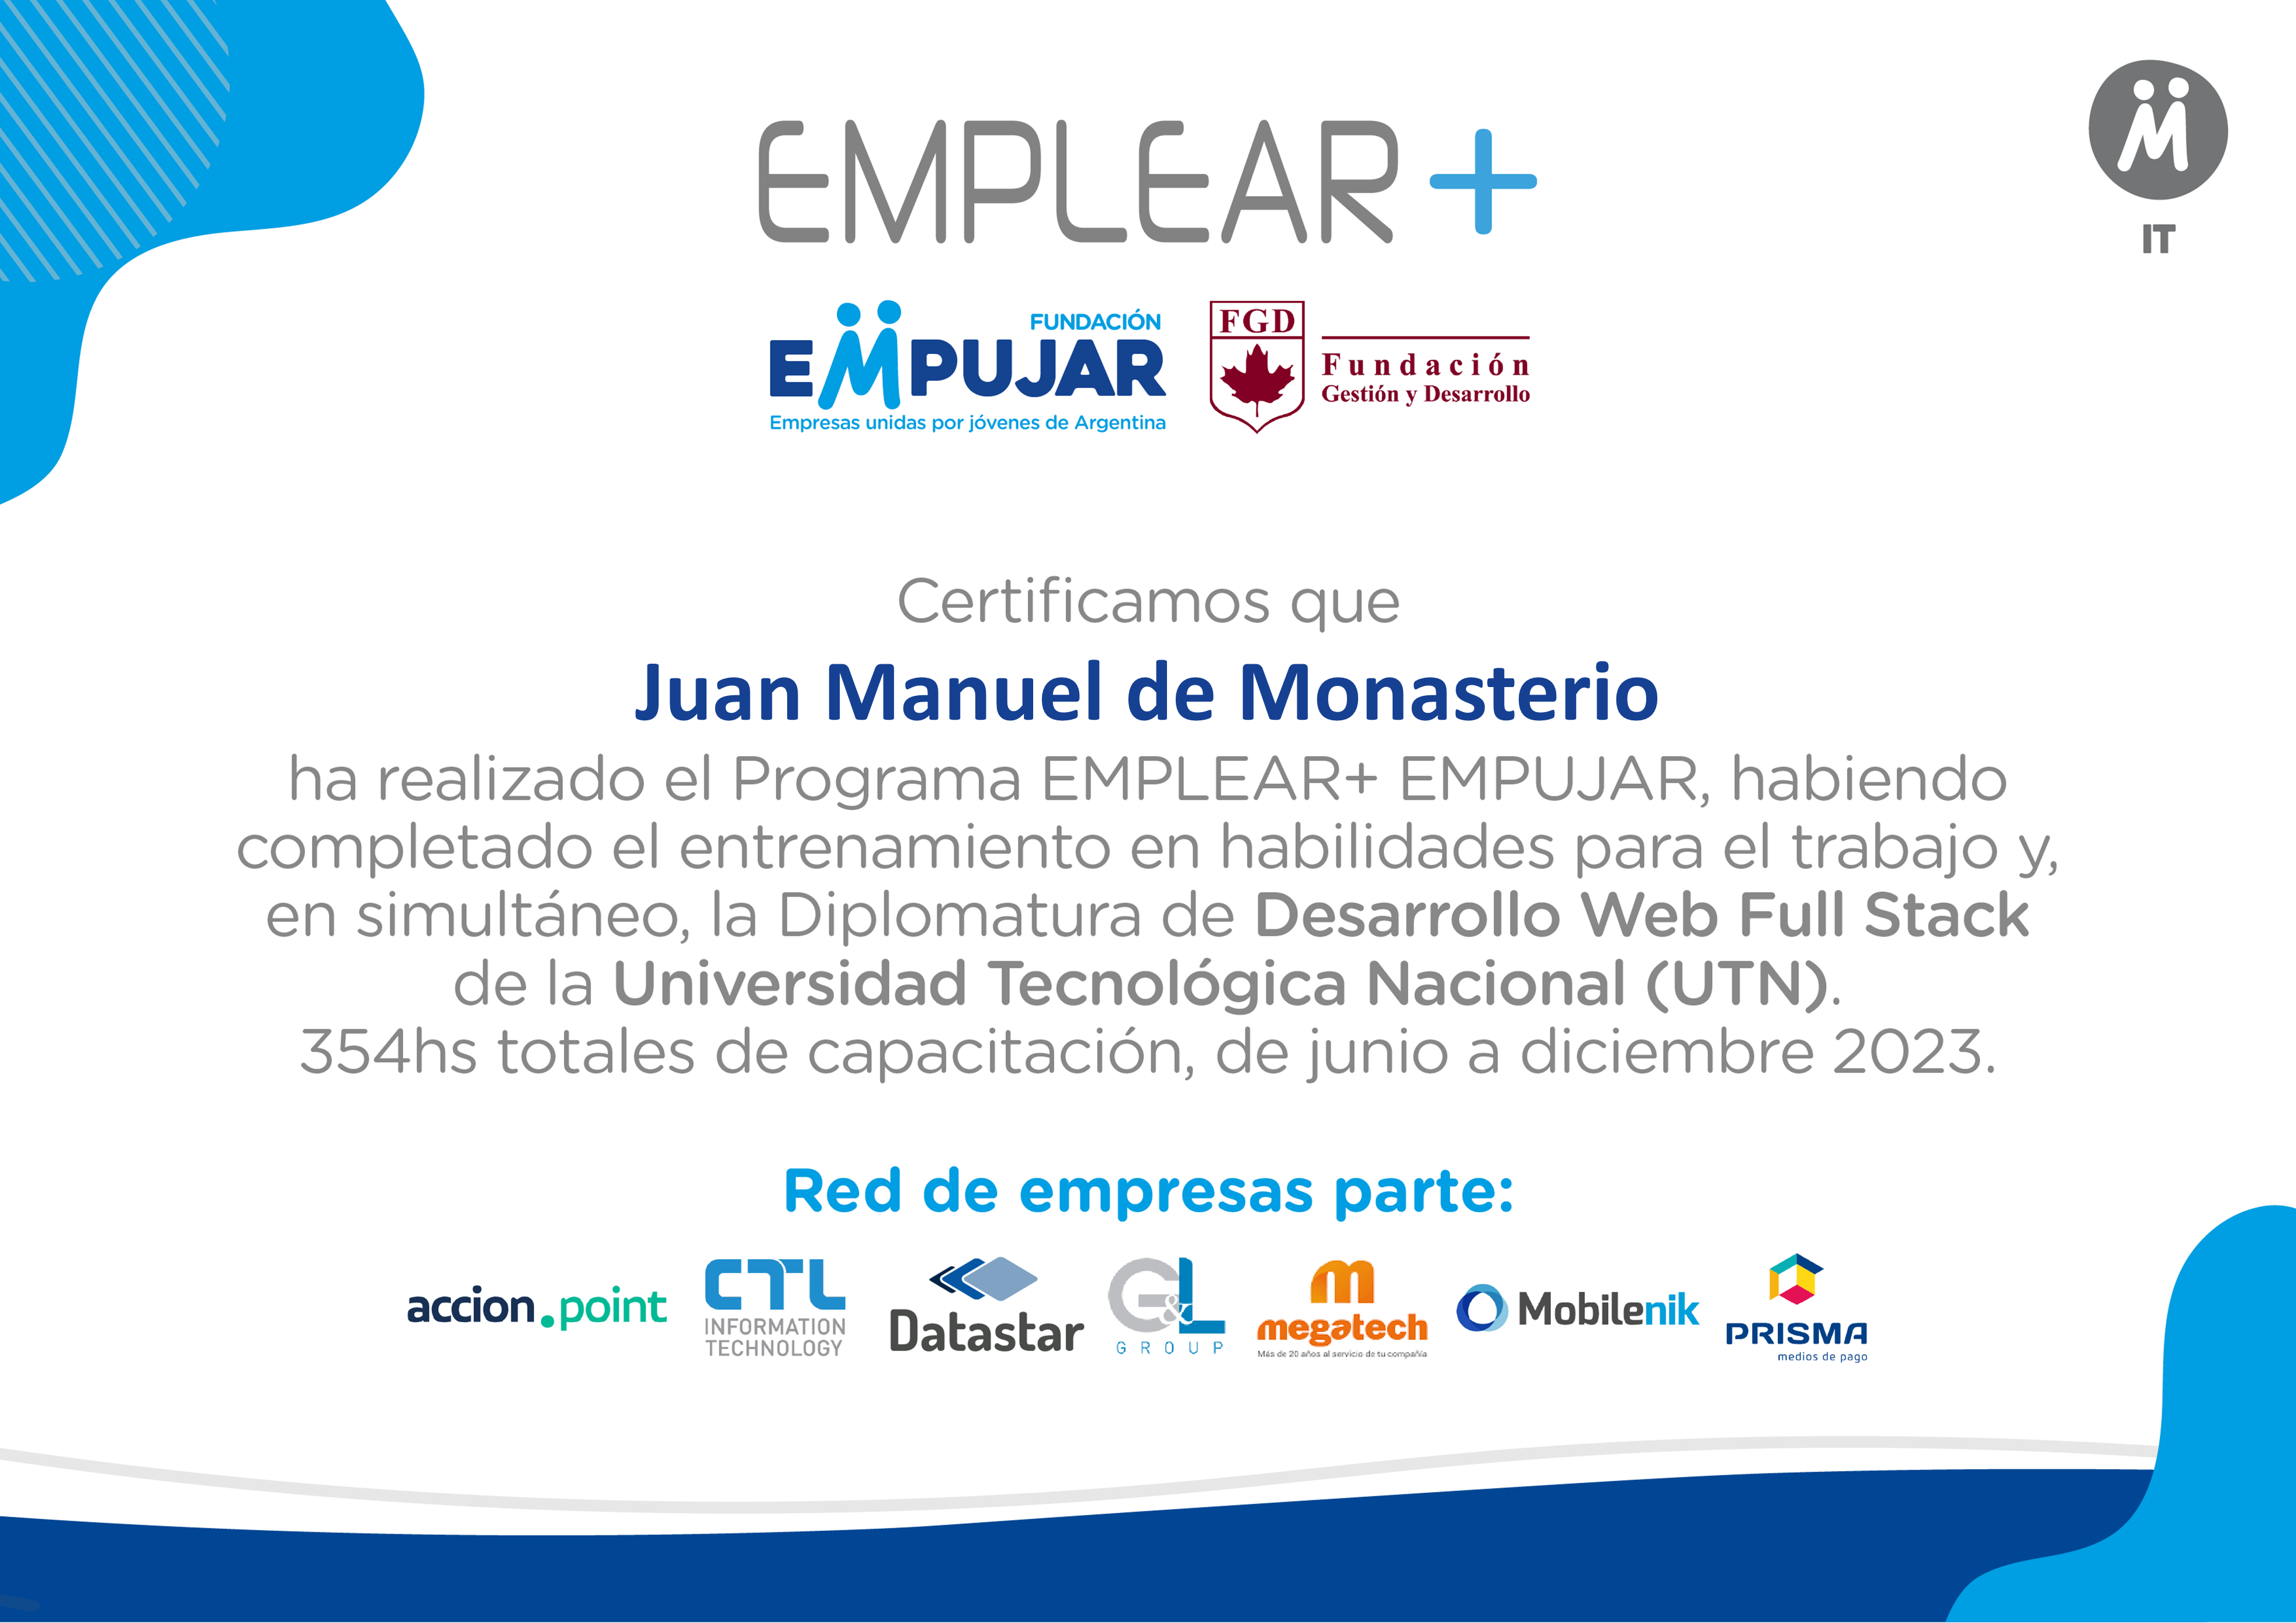 EMPLEAR+
IT
FUNDACIÓN
EMPUJAR
Empresas unidas por jóvenes de Argentina
FGD
Fundación
Gestión y Desarrollo
Certificamos que
Juan Manuel de Monasterio
ha realizado el Programa EMPLEAR+ EMPUJAR, habiendo
completado el entrenamiento en habilidades para el trabajo y,
en simultáneo, la Diplomatura de Desarrollo Web Full Stack
de la Universidad Tecnológica Nacional (UTN).
354hs totales de capacitación, de junio a diciembre 2023.
Red de empresas parte:
accion.point
CTL
INFORMATION
TECHNOLOGY
Datastar
G&L
GROUP
m
megatech
Más de 20 años al servicio de tu compañía
Mobilenik
PRISMA
medios de pago